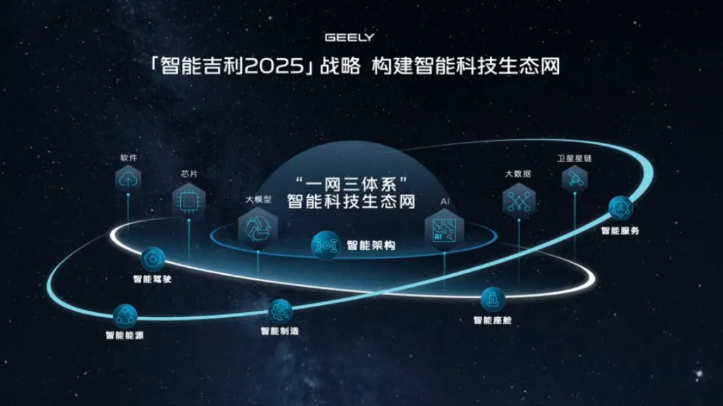 GEELY
「智能吉利2025」战略 构建智能科技生态网
软件
芯片
大模型
“一网三体系”
智能科技生态网
智能架构
AI
AI
大数据
卫星星链
智能服务
智能驾驶
智能能源
智能制造
智能座舱